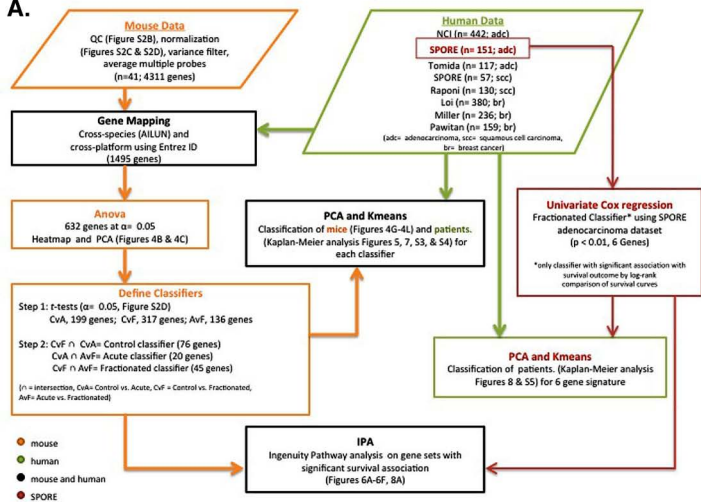 A.
Mouse Data
QC (Figure S2B), normalization
(Figures S2C & S2D), variance filter,
average multiple probes
(n=41; 4311 genes)
Human Data
NCI (n= 442; adc)
SPORE (n= 151; adc)
Tomida (n= 117; adc)
SPORE (n= 57; scc)
Raponi (n= 130; scc)
Loi (n= 380; br)
Miller (n= 236; br)
Pawitan (n= 159; br)
(adc= adenocarcinoma, scc= squamous cell carcinoma,
br= breast cancer)
Gene Mapping
Cross-species (AILUN) and
cross-platform using Entrez ID
(1495 genes)
Anova
632 genes at α= 0.05
Heatmap and PCA (Figures 4B & 4C)
PCA and Kmeans
Classification of mice (Figures 4G-4L) and patients.
(Kaplan-Meier analysis Figures 5, 7, S3, & S4) for
each classifier
Univariate Cox regression
Fractionated Classifier* using SPORE
adenocarcinoma dataset
(p < 0.01, 6 Genes)
*only classifier with significant association with
survival outcome by log-rank
comparison of survival curves
Define Classifiers
Step 1: t-tests (α= 0.05, Figure S2D)
CvA, 199 genes; CvF, 317 genes; AvF, 136 genes
Step 2: CvF ∩ CvA= Control classifier (76 genes)
CvA ∩ AvF= Acute classifier (20 genes)
CvF ∩ AvF= Fractionated classifier (45 genes)
(∩ = intersection, CvA= Control vs. Acute, CvF = Control vs. Fractionated,
AvF= Acute vs. Fractionated)
PCA and Kmeans
Classification of patients. (Kaplan-Meier analysis
Figures 8 & S5) for 6 gene signature
IPA
Ingenuity Pathway analysis on gene sets with
significant survival association
(Figures 6A-6F, 8A)
mouse
human
mouse and human
SPORE